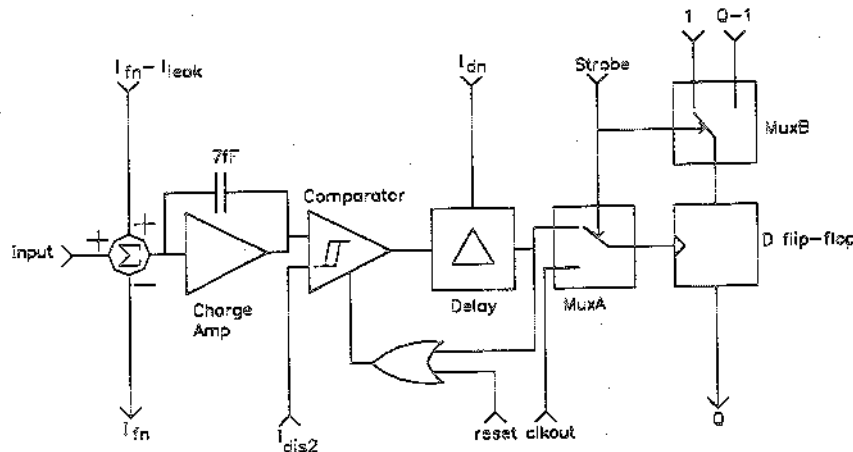 1 Q-1
I_fn - I_leak
I_dn
Strobe
MuxB
7fF
Comparator
Input + + Σ −
Δ
D flip-flop
Charge
Amp
Delay
MuxA
I_fn
I_dis2
reset clkout
Q